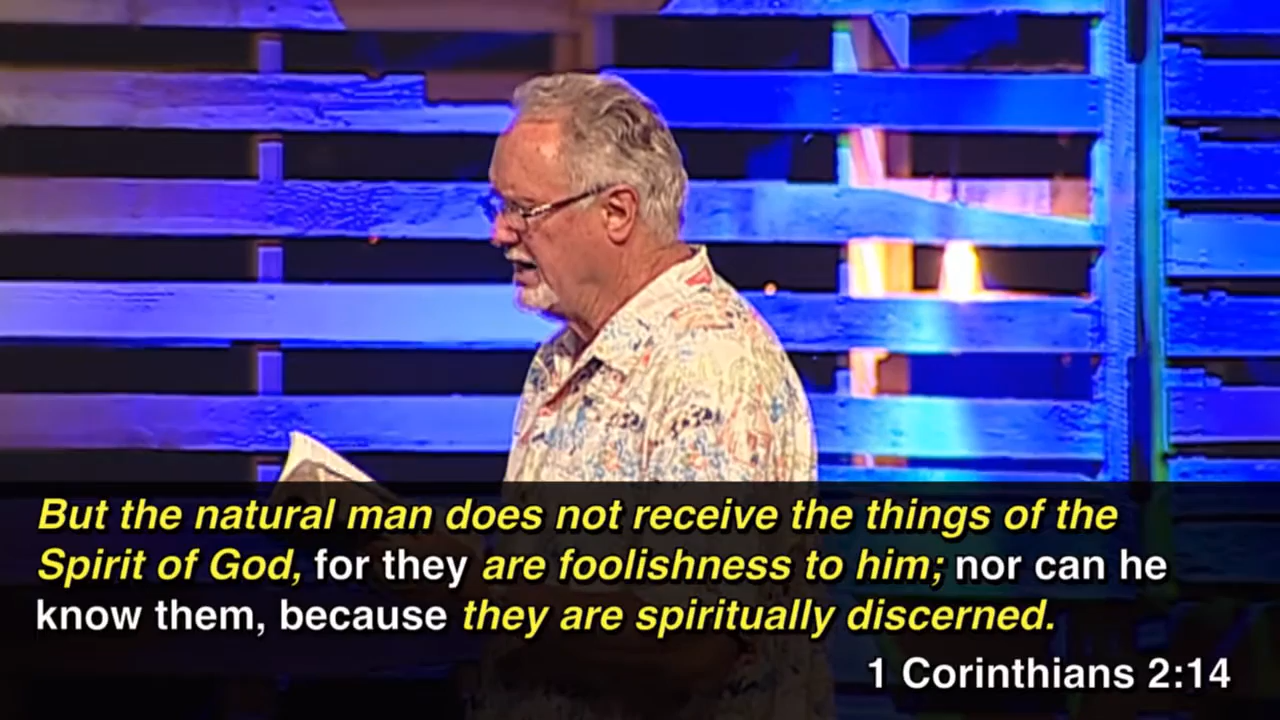 But the natural man does not receive the things of the
Spirit of God, for they are foolishness to him; nor can he
know them, because they are spiritually discerned.
1 Corinthians 2:14